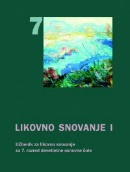 7
LIKOVNO SNOVANJE I
Učbenik za likovno snovanje
za 7. razred devetletne osnovne šole